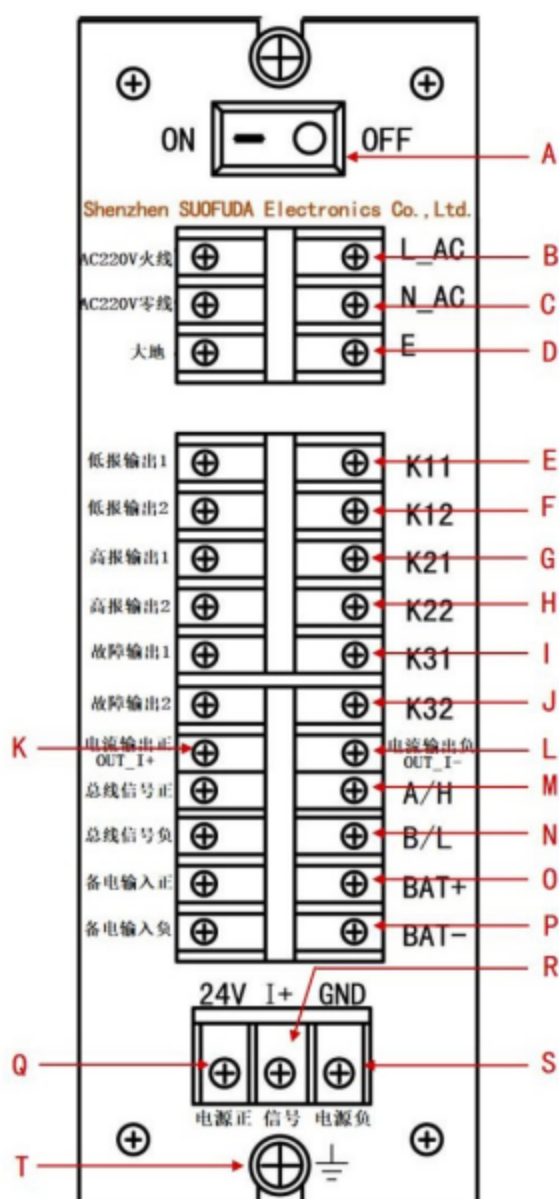 ON OFF A
Shenzhen SUOFUDA Electronics Co.,Ltd.
AC220V火线 L_AC B
AC220V零线 N_AC C
大地 E D
低报输出1 K11 E
低报输出2 K12 F
高报输出1 K21 G
高报输出2 K22 H
故障输出1 K31 I
故障输出2 K32 J
K 电流输出正 电流输出负 L
OUT_I+ OUT_I-
总线信号正 A/H M
总线信号负 B/L N
备电输入正 BAT+ O
备电输入负 BAT- P
R
24V I+ GND
Q S
电源正 信号 电源负
T